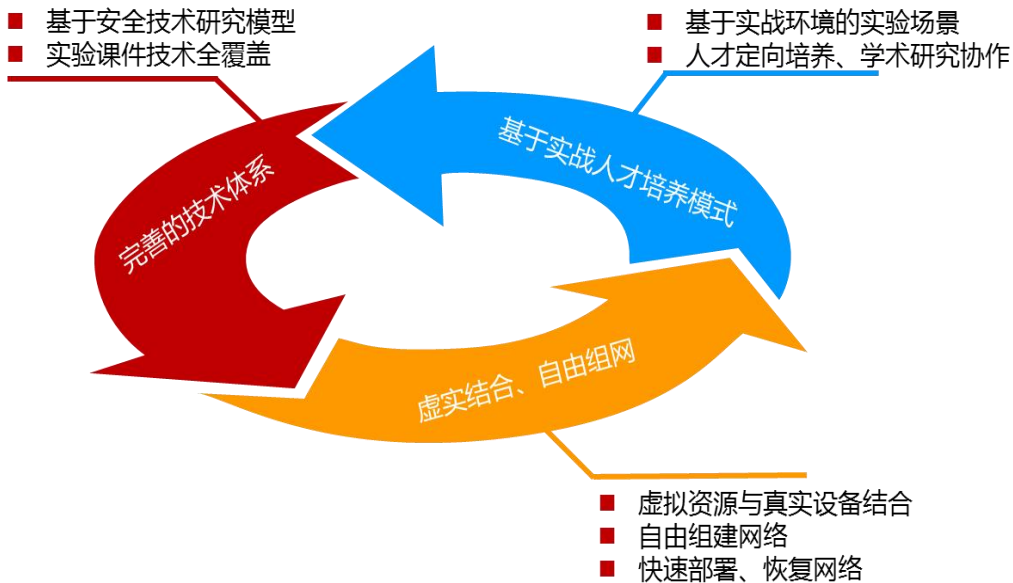 基于安全技术研究模型
实验课件技术全覆盖
基于实战环境的实验场景
人才定向培养、学术研究协作
完善的技术体系
基于实战人才培养模式
虚实结合、自由组网
虚拟资源与真实设备结合
自由组建网络
快速部署、恢复网络